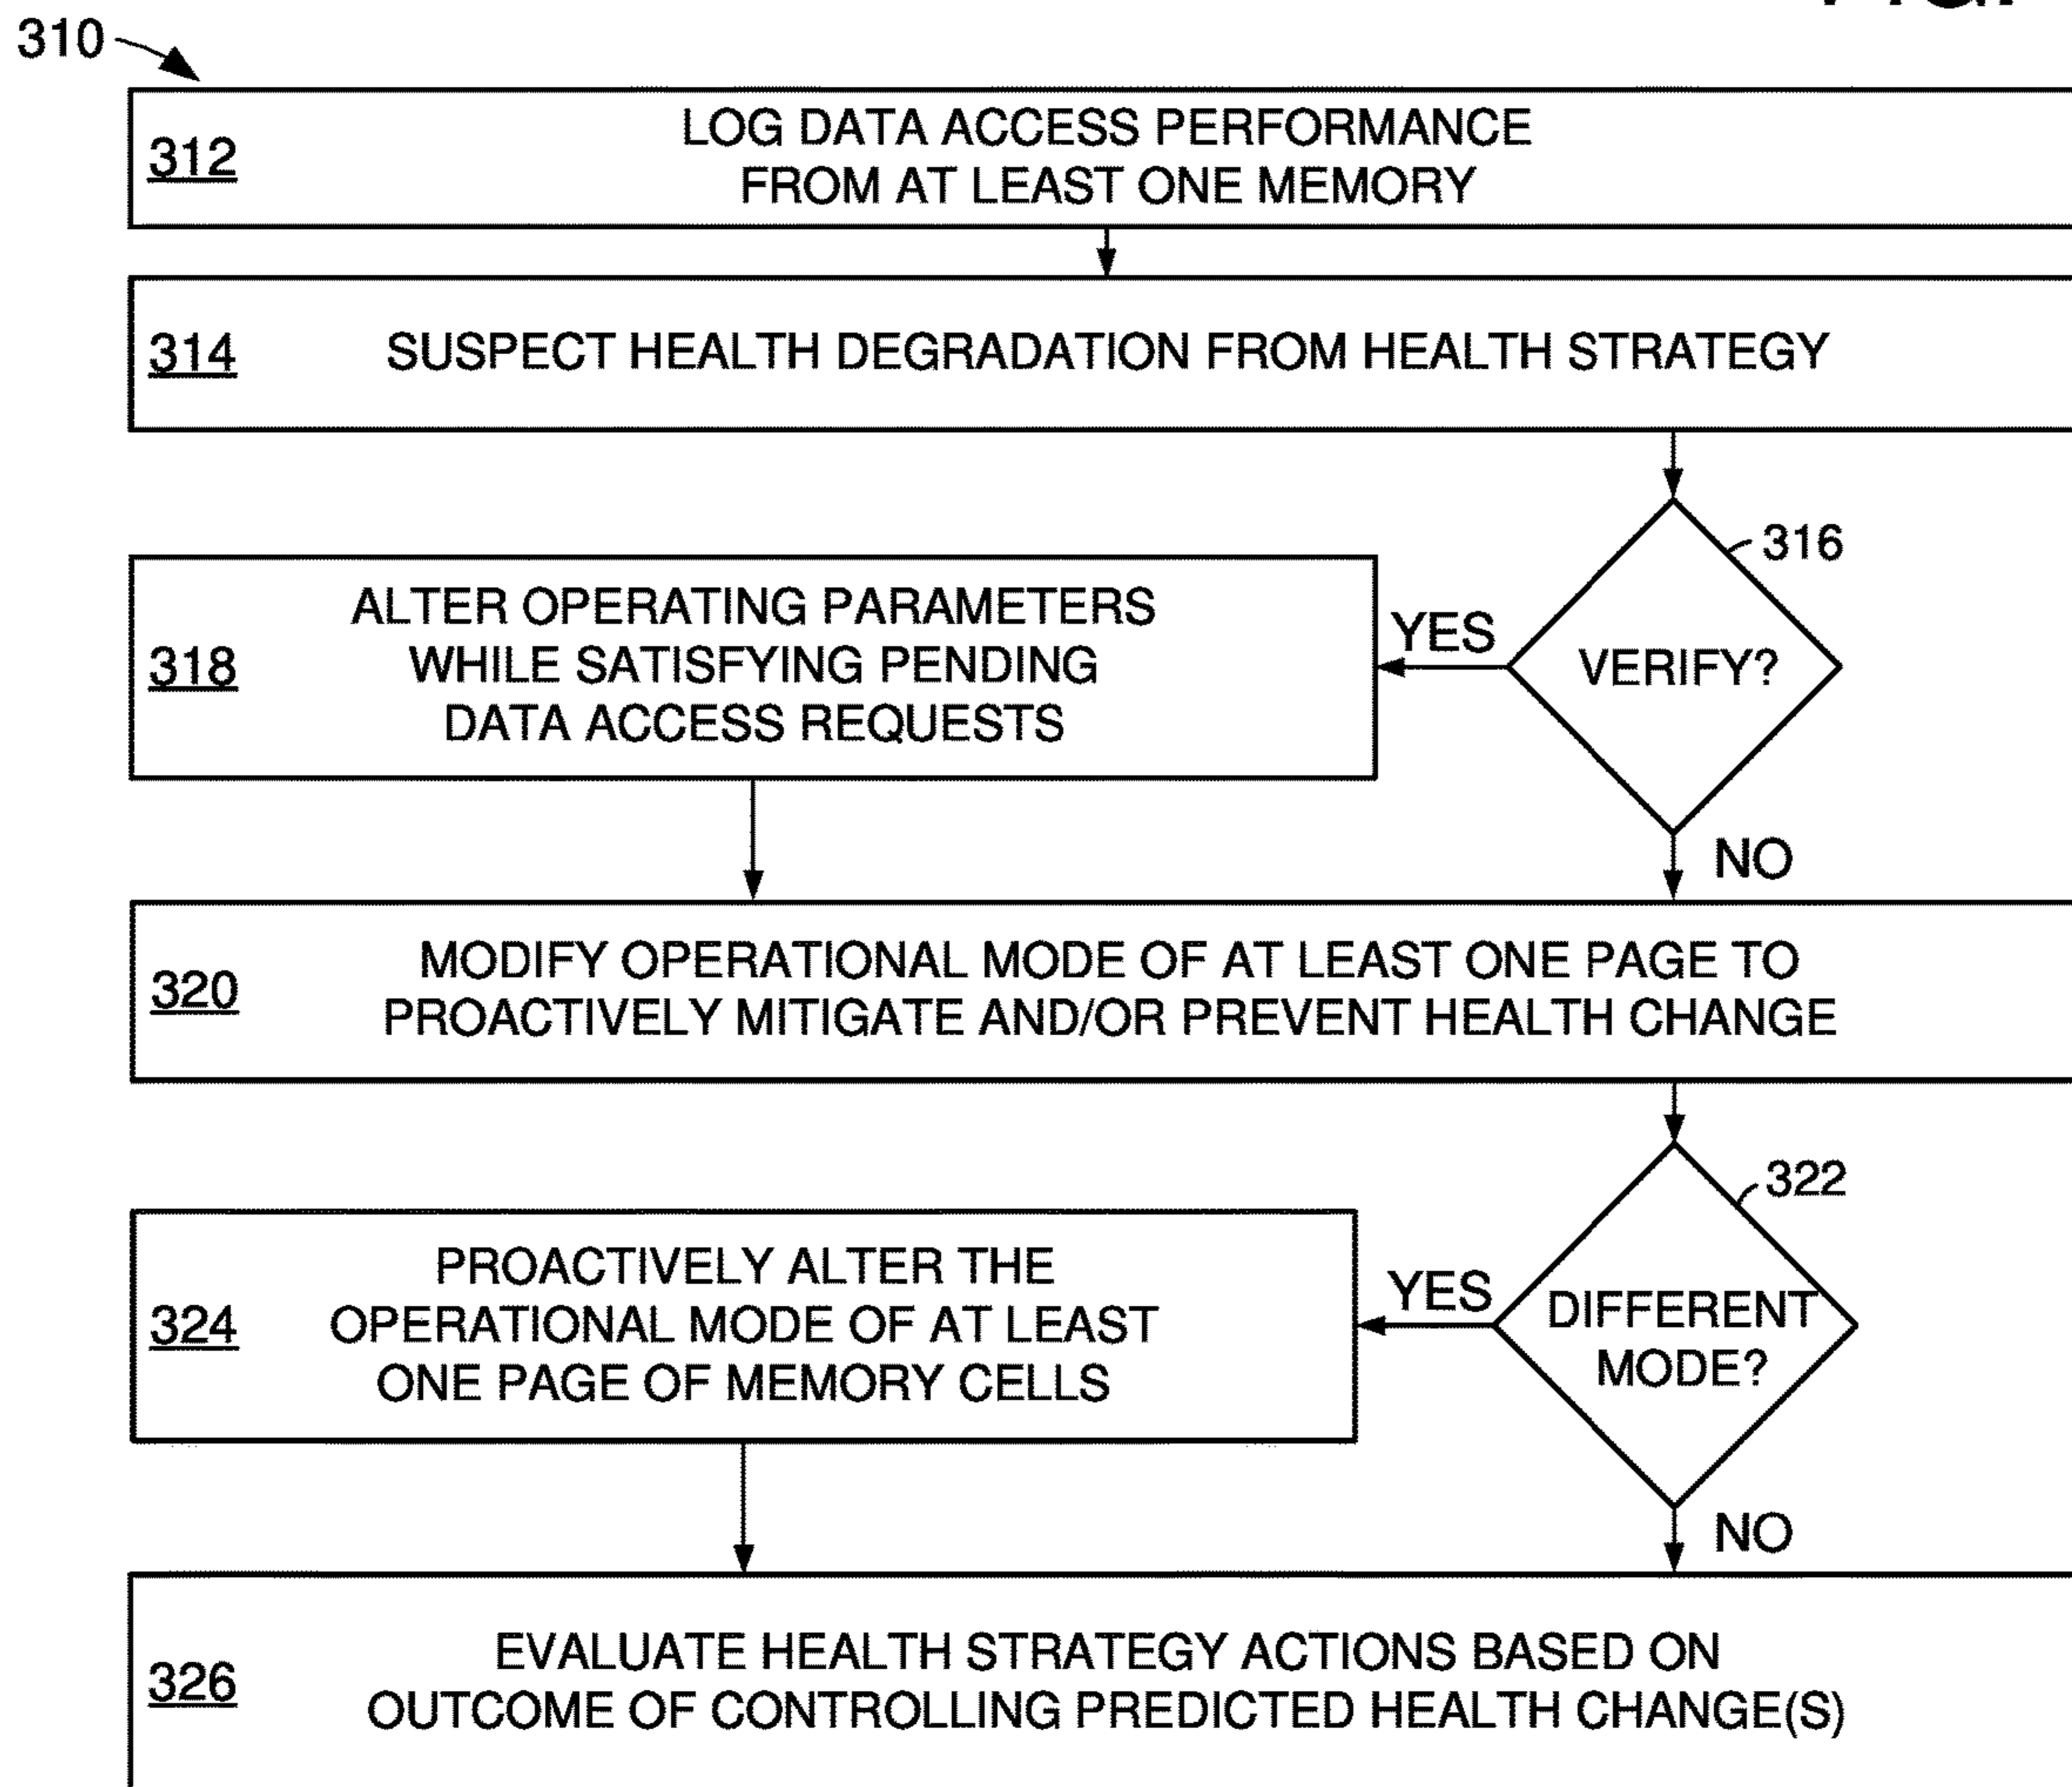 310
312
LOG DATA ACCESS PERFORMANCE
FROM AT LEAST ONE MEMORY
314
SUSPECT HEALTH DEGRADATION FROM HEALTH STRATEGY
316
VERIFY?
YES
318
ALTER OPERATING PARAMETERS
WHILE SATISFYING PENDING
DATA ACCESS REQUESTS
NO
320
MODIFY OPERATIONAL MODE OF AT LEAST ONE PAGE TO
PROACTIVELY MITIGATE AND/OR PREVENT HEALTH CHANGE
322
DIFFERENT
MODE?
YES
324
PROACTIVELY ALTER THE
OPERATIONAL MODE OF AT LEAST
ONE PAGE OF MEMORY CELLS
NO
326
EVALUATE HEALTH STRATEGY ACTIONS BASED ON
OUTCOME OF CONTROLLING PREDICTED HEALTH CHANGE(S)